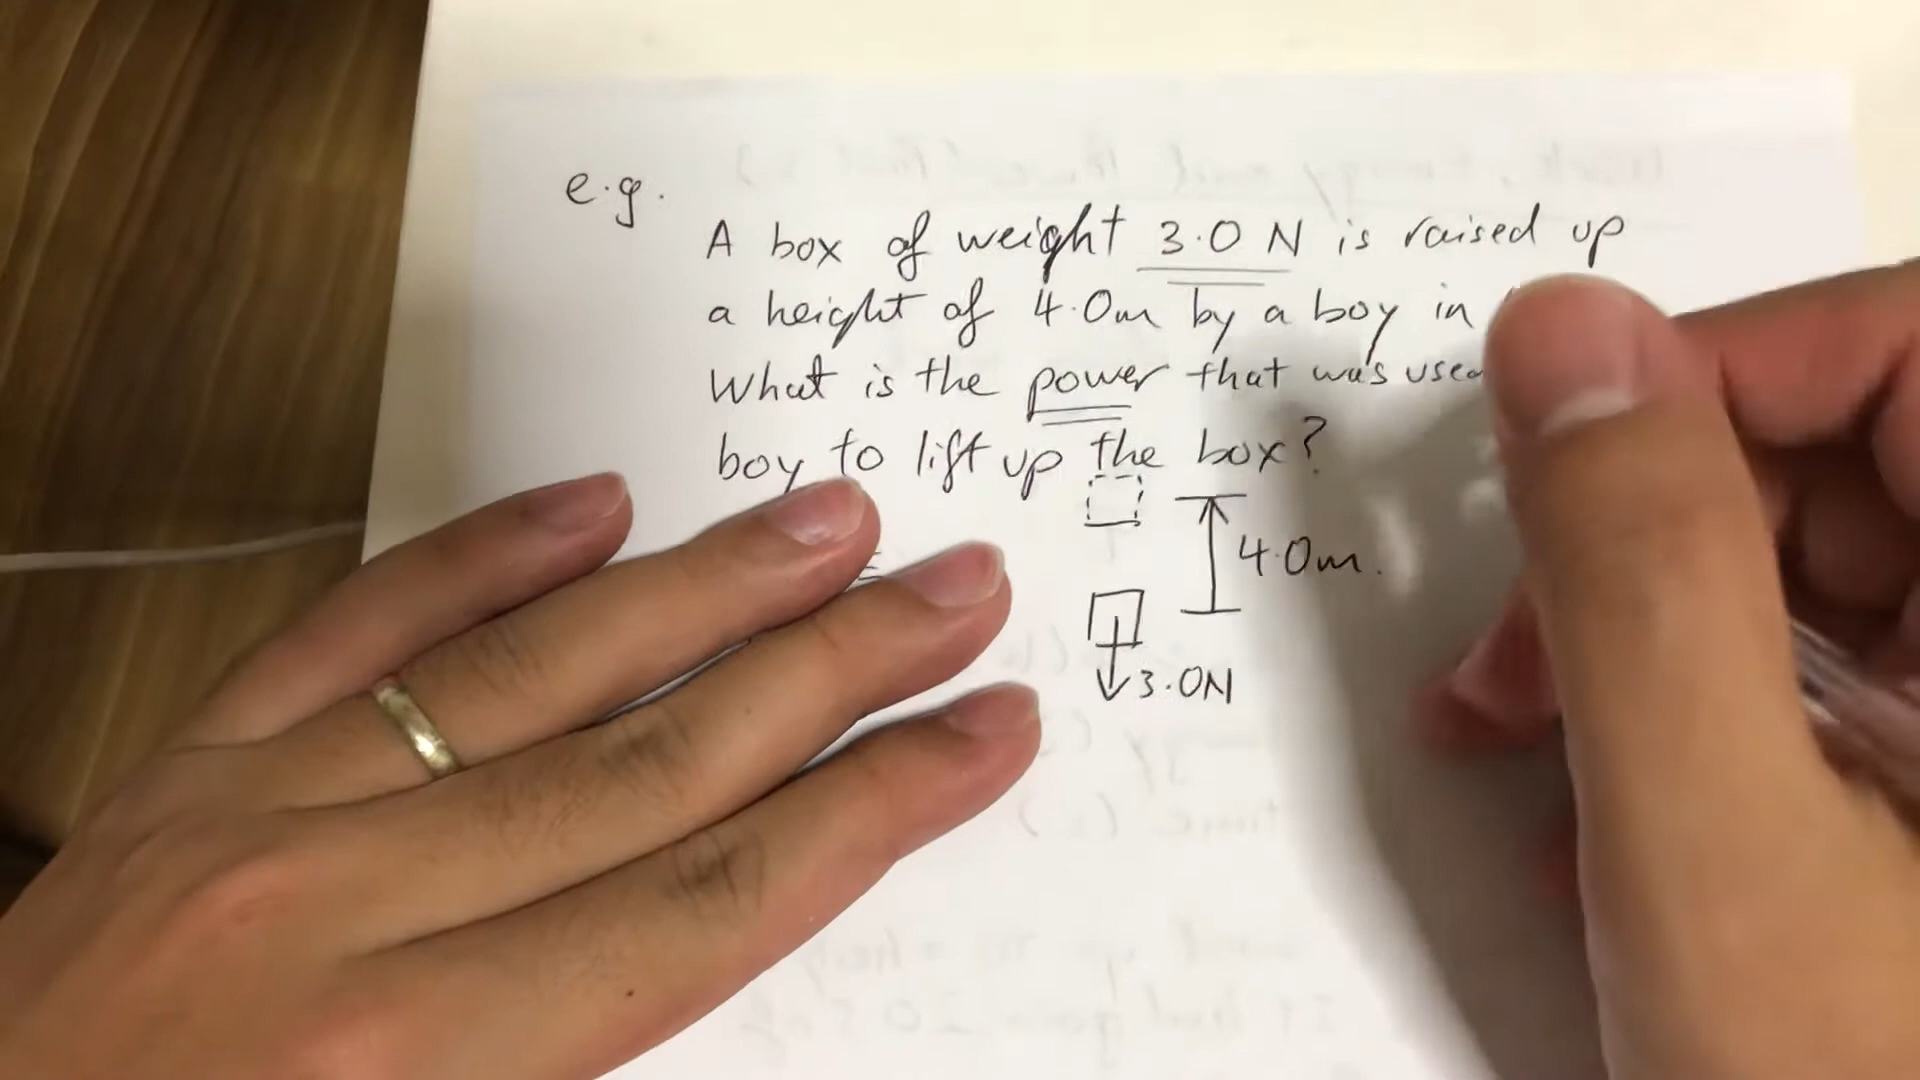 e.g.
A box of weight 3.0 N is raised up
a height of 4.0m by a boy in
What is the power that was used
boy to lift up the box?
4.0m.
3.0N